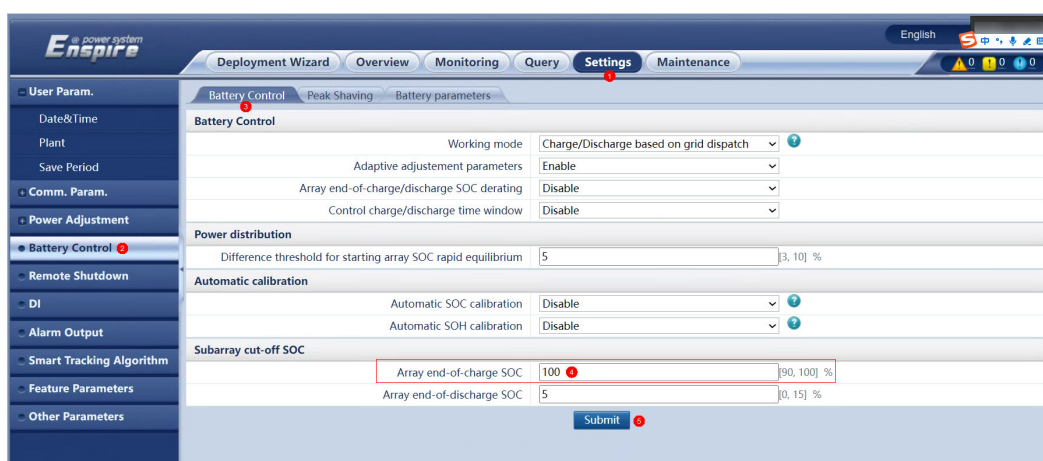 English
@ power system
Enspire
中
Deployment Wizard Overview Monitoring Query Settings Maintenance
1
0 0 0
User Param.
Battery Control Peak Shaving Battery parameters
3
Date&Time
Battery Control
Plant
Working mode Charge/Discharge based on grid dispatch
Save Period
Adaptive adjustement parameters Enable
Comm. Param.
Array end-of-charge/discharge SOC derating Disable
Control charge/discharge time window Disable
Power Adjustment
Power distribution
Battery Control 2
Difference threshold for starting array SOC rapid equilibrium 5 [3, 10] %
Remote Shutdown
Automatic calibration
DI
Automatic SOC calibration Disable
Automatic SOH calibration Disable
Alarm Output
Subarray cut-off SOC
Smart Tracking Algorithm
Array end-of-charge SOC 100 4 [90, 100] %
Feature Parameters
Array end-of-discharge SOC 5 [0, 15] %
Other Parameters
Submit 5